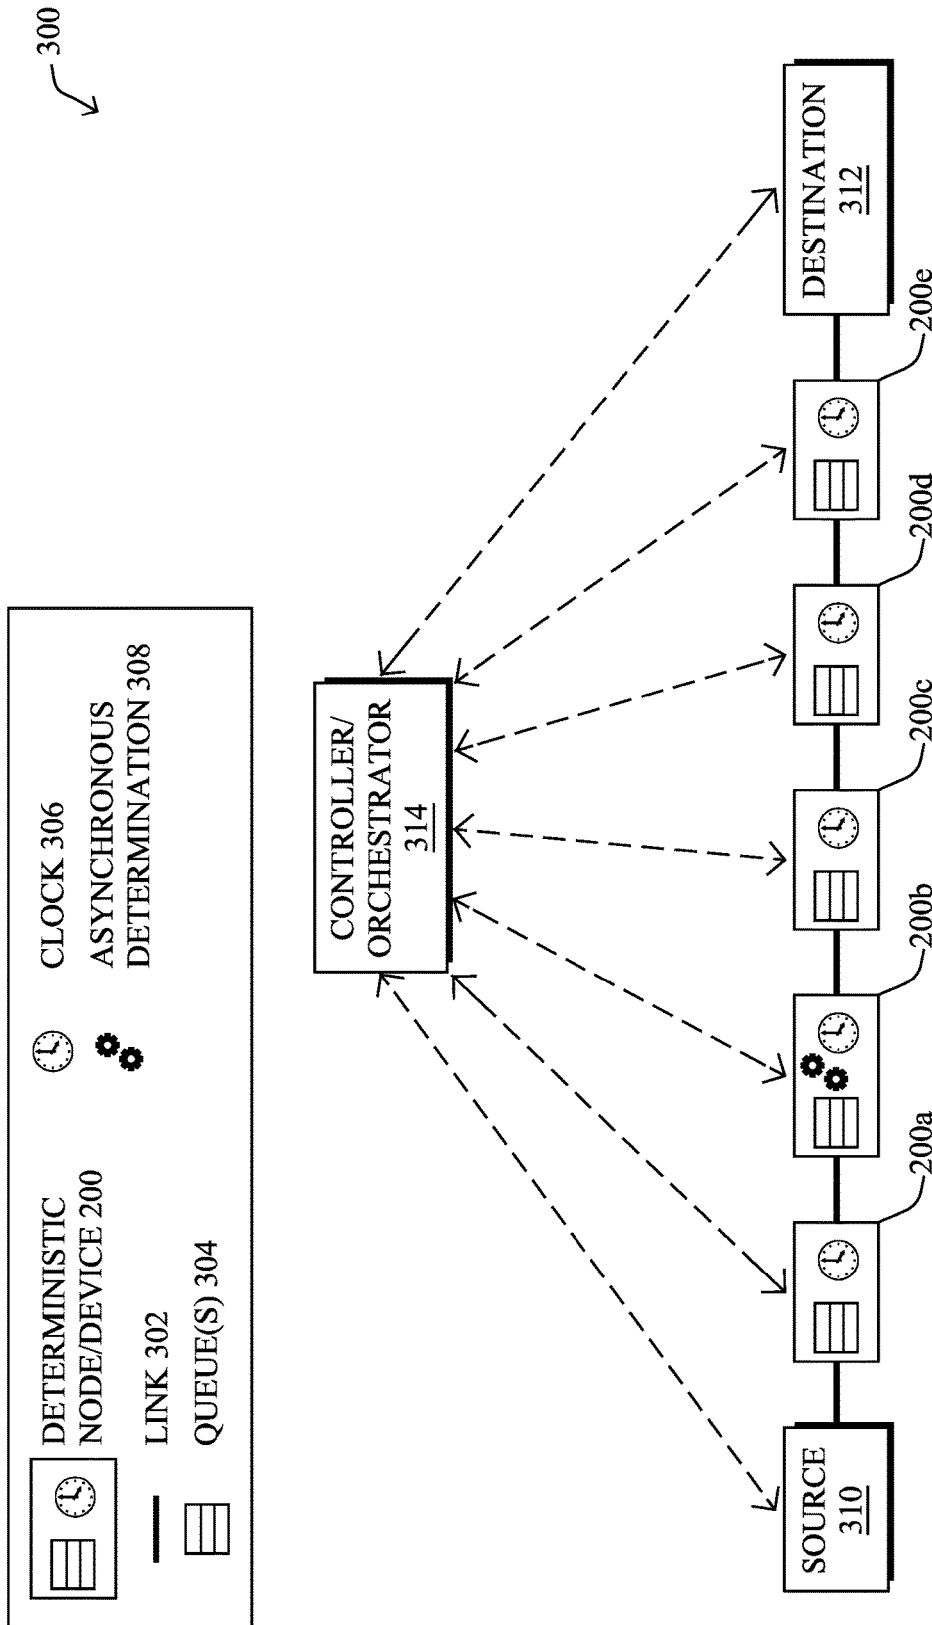 300
DETERMINISTIC
NODE/DEVICE 200
LINK 302
QUEUE(S) 304
CLOCK 306
ASYNCHRONOUS
DETERMINATION 308
CONTROLLER/
ORCHESTRATOR
314
SOURCE
310
200a
200b
200c
200d
200e
DESTINATION
312